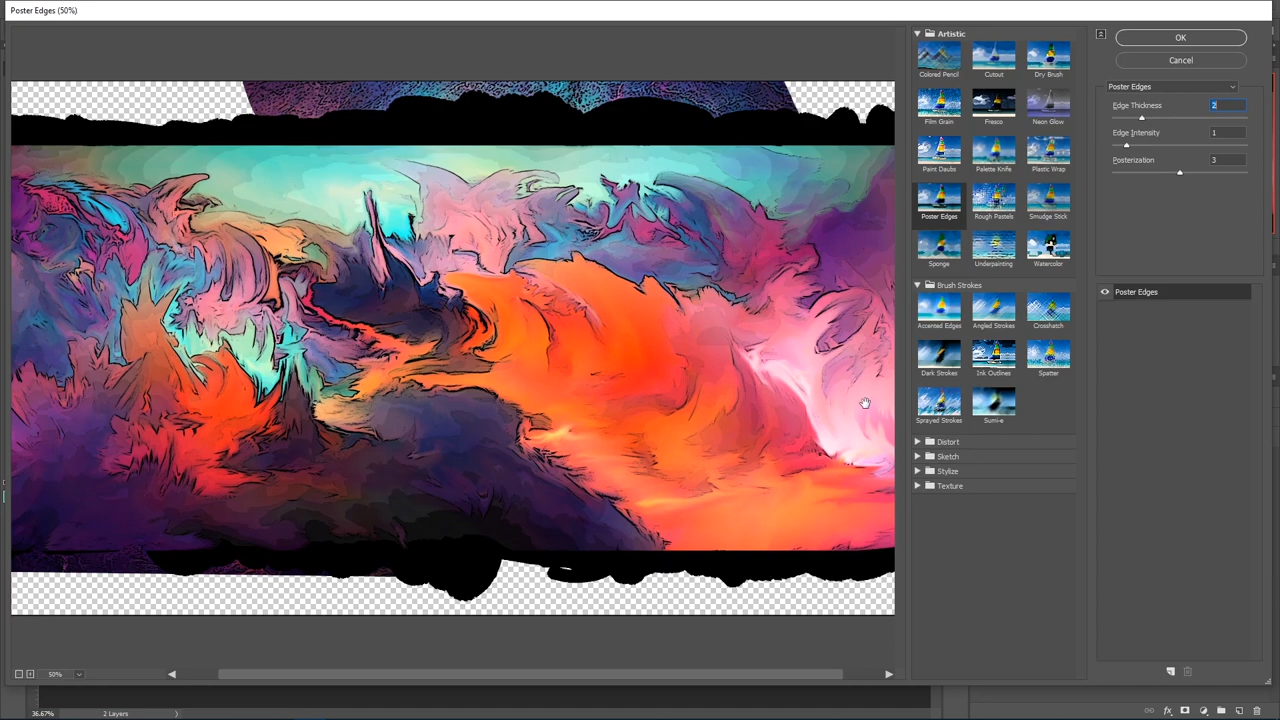 Poster Edges (50%)
Artistic
Colored Pencil
Cutout
Dry Brush
Film Grain
Fresco
Neon Glow
Paint Daubs
Palette Knife
Plastic Wrap
Poster Edges
Rough Pastels
Smudge Stick
Sponge
Underpainting
Watercolor
Brush Strokes
Accented Edges
Angled Strokes
Crosshatch
Dark Strokes
Ink Outlines
Spatter
Sprayed Strokes
Sumi-e
Distort
Sketch
Stylize
Texture
OK
Cancel
Poster Edges
Edge Thickness 2
Edge Intensity 1
Posterization 3
Poster Edges
50%
36.67% 2 Layers
fx